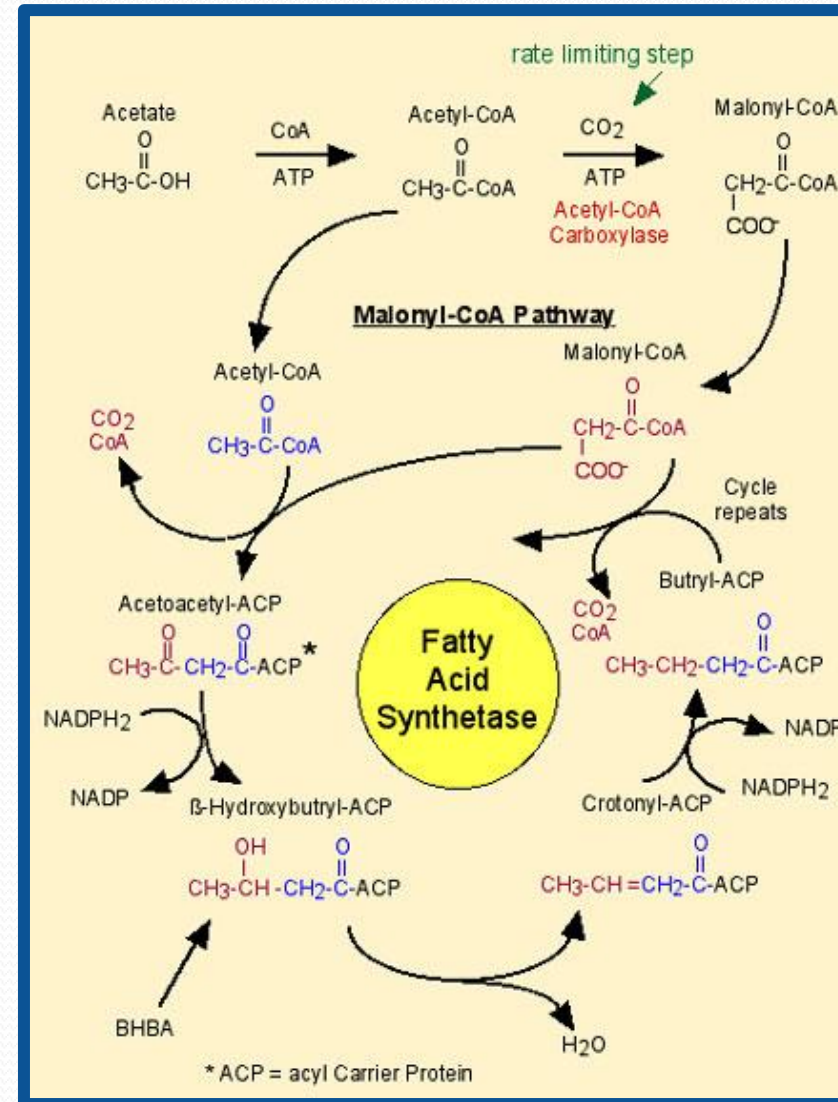 rate limiting step
Acetate
O
CH3-C-OH
CoA
ATP
Acetyl-CoA
O
CH3-C-CoA
CO2
ATP
Acetyl-CoA
Carboxylase
Malonyl-CoA
O
CH2-C-CoA
COO-
Malonyl-CoA Pathway
Acetyl-CoA
O
CH3-C-CoA
CO2
CoA
Malonyl-CoA
O
CH2-C-CoA
COO-
Cycle
repeats
Acetoacetyl-ACP
O O
CH3-C-CH2-C-ACP*
Fatty
Acid
Synthetase
CO2
CoA
Butryl-ACP
O
CH3-CH2-CH2-C-ACP
NADPH2
NADP
NADP
NADPH2
ß-Hydroxybutryl-ACP
OH O
CH3-CH-CH2-C-ACP
Crotonyl-ACP
O
CH3-CH=CH2-C-ACP
BHBA
H2O
* ACP = acyl Carrier Protein